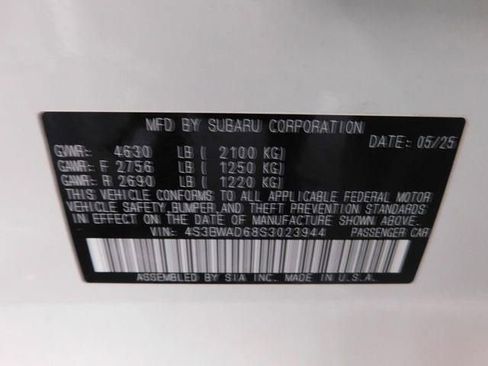 MFD BY SUBARU CORPORATION
DATE: 05/25
GVWR: 4630 LB ( 2100 KG)
GAWR: F 2756 LB ( 1250 KG)
GAWR: R 2690 LB ( 1220 KG)
THIS VEHICLE CONFORMS TO ALL APPLICABLE FEDERAL MOTOR
VEHICLE SAFETY, BUMPER, AND THEFT PREVENTION STANDARDS
IN EFFECT ON THE DATE OF MANUFACTURE SHOWN ABOVE.
VIN: 4S3BWAD68S3023944 PASSENGER CAR
ASSEMBLED BY SIA INC. MADE IN U.S.A.